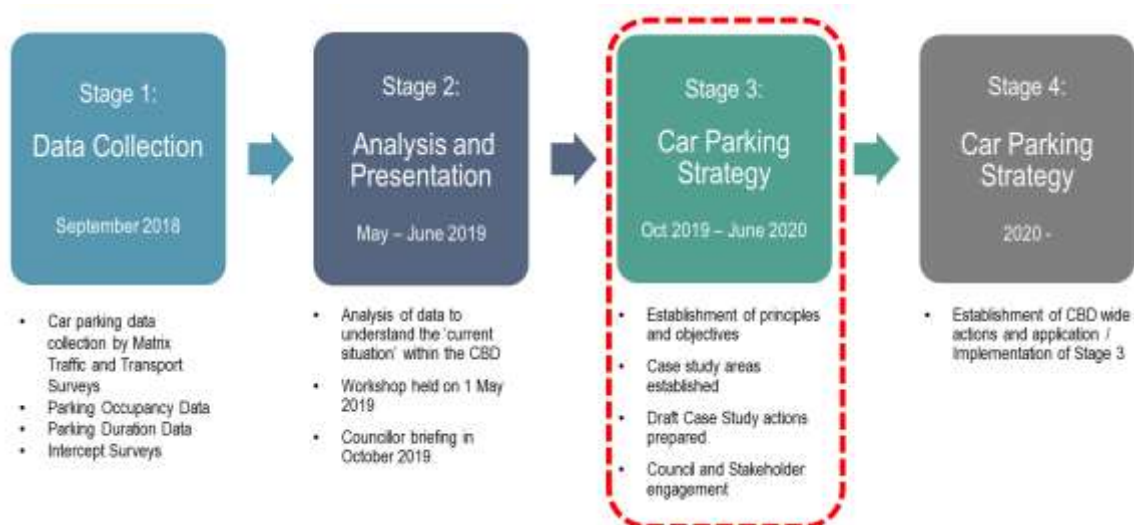 Stage 1:
Data Collection
September 2018
• Car parking data
collection by Matrix
Traffic and Transport
Surveys
• Parking Occupancy Data
• Parking Duration Data
• Intercept Surveys
Stage 2:
Analysis and
Presentation
May – June 2019
• Analysis of data to
understand the 'current
situation' within the CBD
• Workshop held on 1 May
2019
• Councillor briefing in
October 2019
Stage 3:
Car Parking
Strategy
Oct 2019 – June 2020
• Establishment of principles
and objectives
• Case study areas
established
• Draft Case Study actions
prepared
• Council and Stakeholder
engagement
Stage 4:
Car Parking
Strategy
2020 -
• Establishment of CBD wide
actions and application /
Implementation of Stage 3